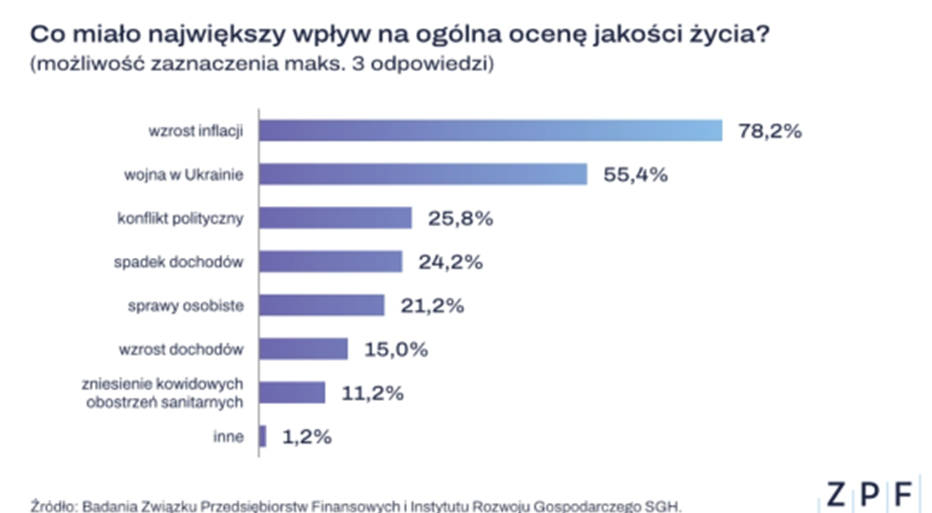 Co miało największy wpływ na ogólna ocenę jakości życia?
(możliwość zaznaczenia maks. 3 odpowiedzi)
wzrost inflacji 78,2%
wojna w Ukrainie 55,4%
konflikt polityczny 25,8%
spadek dochodów 24,2%
sprawy osobiste 21,2%
wzrost dochodów 15,0%
zniesienie kowidowych
obostrzeń sanitarnych 11,2%
inne 1,2%
Źródło: Badania Związku Przedsiębiorstw Finansowych i Instytutu Rozwoju Gospodarczego SGH.
ZPF